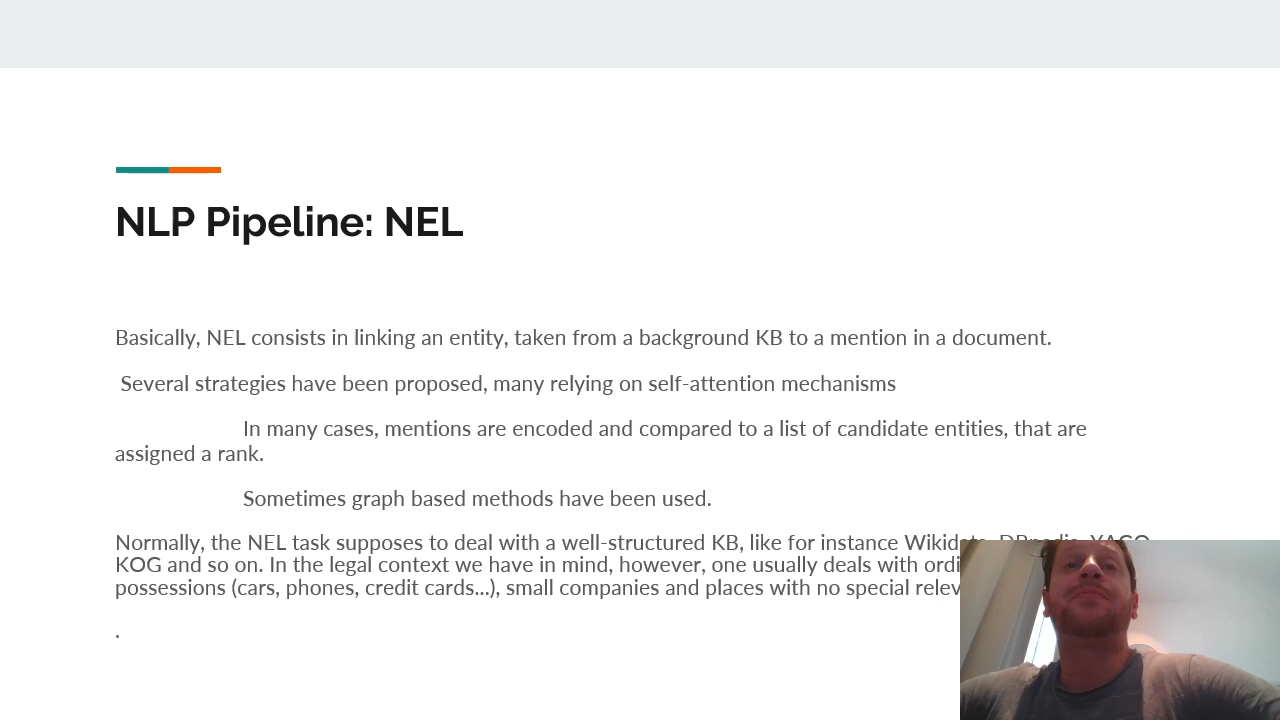 NLP Pipeline: NEL
Basically, NEL consists in linking an entity, taken from a background KB to a mention in a document.
Several strategies have been proposed, many relying on self-attention mechanisms
In many cases, mentions are encoded and compared to a list of candidate entities, that are
assigned a rank.
Sometimes graph based methods have been used.
Normally, the NEL task supposes to deal with a well-structured KB, like for instance Wikidata, DBpedia, YAGO,
KOG and so on. In the legal context we have in mind, however, one usually deals with
possessions (cars, phones, credit cards...), small companies and places with no special
.